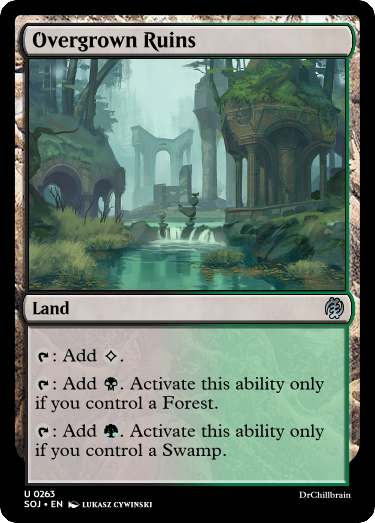 Overgrown Ruins
Land
: Add .
: Add . Activate this ability only
if you control a Forest.
: Add . Activate this ability only
if you control a Swamp.
U 0263
SOJ • EN LUKASZ CYWINSKI
DrChillbrain